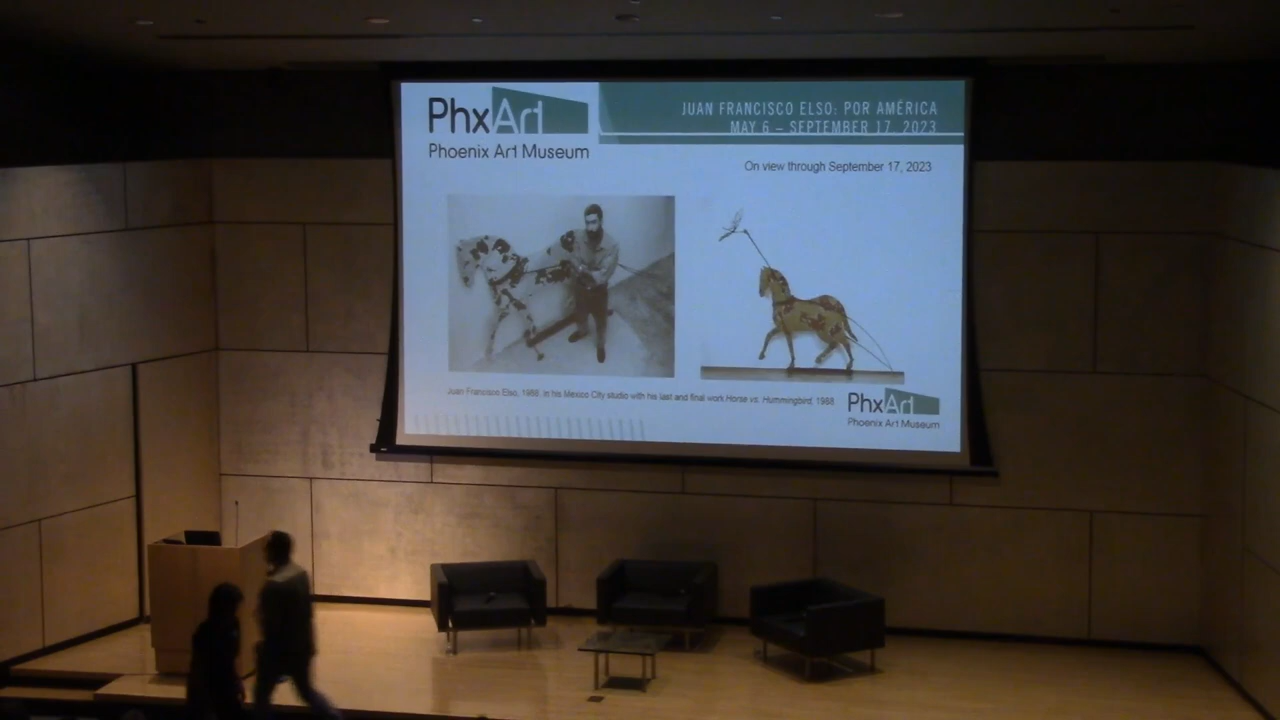 PhxArt
Phoenix Art Museum
JUAN FRANCISCO ELSO: POR AMÉRICA
MAY 6 – SEPTEMBER 17, 2023
On view through September 17, 2023
Juan Francisco Elso, 1988. In his Mexico City studio with his last and final work Horse vs. Hummingbird, 1988
PhxArt
Phoenix Art Museum